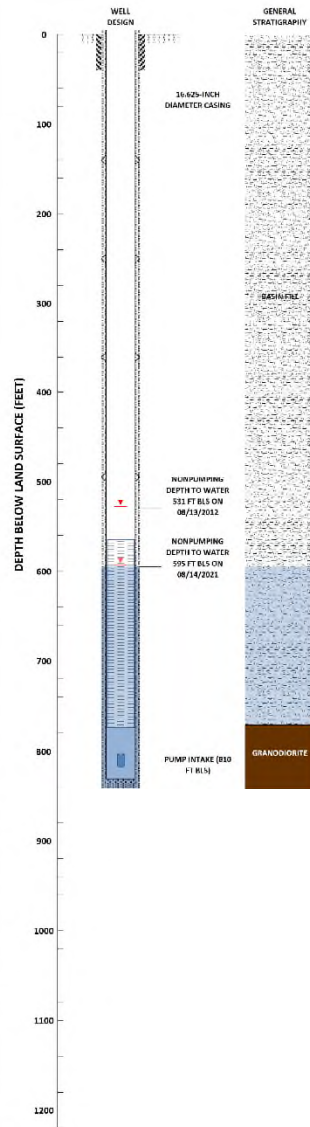 WELL
DESIGN
GENERAL
STRATIGRAPHY
DEPTH BELOW LAND SURFACE (FEET)
0
100
200
300
400
500
600
700
800
900
1000
1100
1200
16.625-INCH
DIAMETER CASING
BASIN FILL
NONPUMPING
DEPTH TO WATER
531 FT BLS ON
08/13/2012
NONPUMPING
DEPTH TO WATER
595 FT BLS ON
08/14/2021
PUMP INTAKE (810
FT BLS)
GRANODIORITE